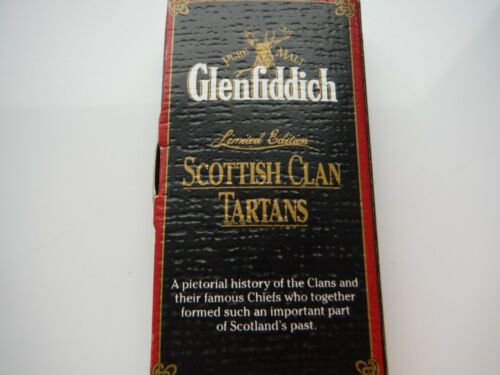 PURE MALT
Glenfiddich
Limited Edition
SCOTTISH CLAN
TARTANS
A pictorial history of the Clans and
their famous Chiefs who together
formed such an important part
of Scotland's past.